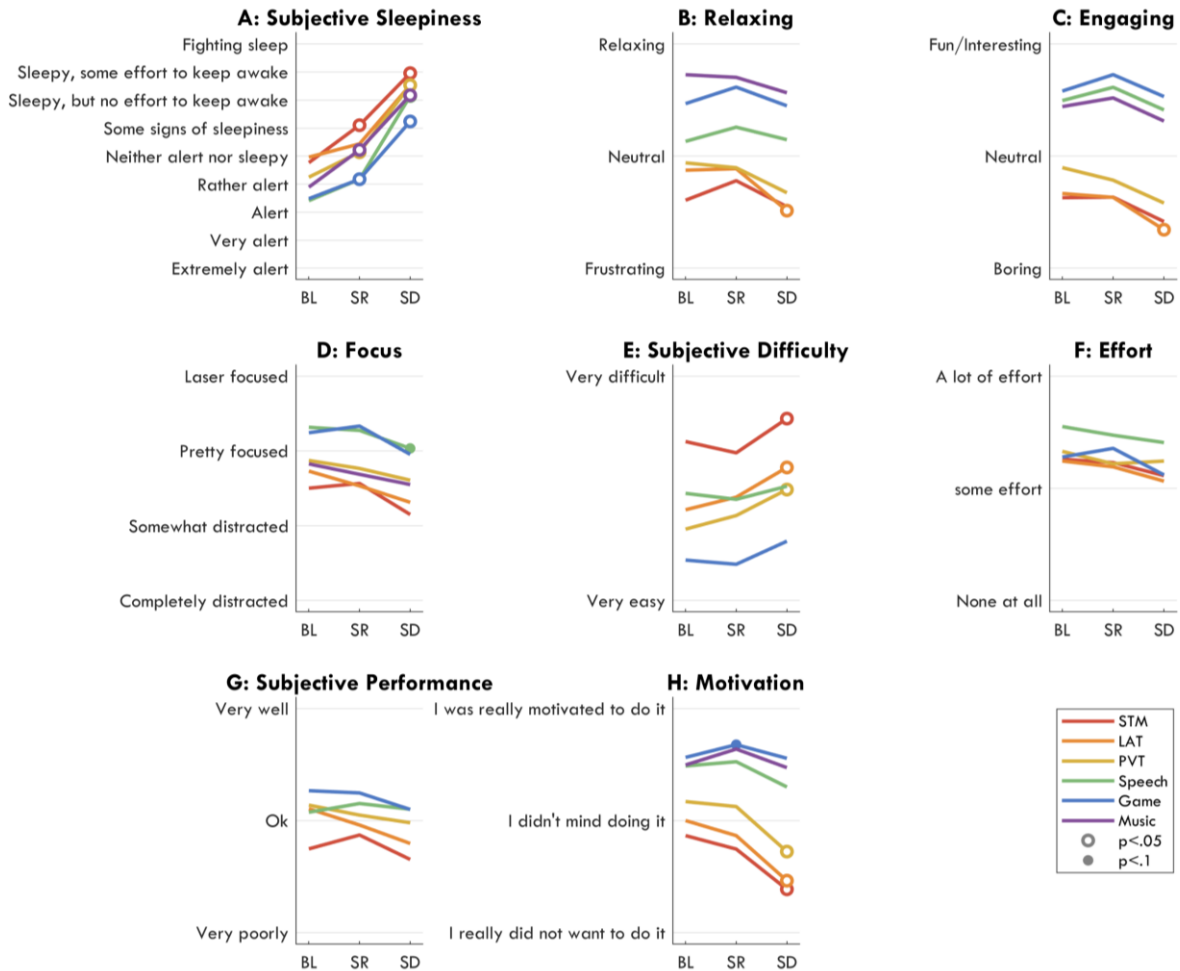 A: Subjective Sleepiness
Fighting sleep
Sleepy, some effort to keep awake
Sleepy, but no effort to keep awake
Some signs of sleepiness
Neither alert nor sleepy
Rather alert
Alert
Very alert
Extremely alert
BL SR SD
B: Relaxing
Relaxing
Neutral
Frustrating
BL SR SD
C: Engaging
Fun/Interesting
Neutral
Boring
BL SR SD
D: Focus
Laser focused
Pretty focused
Somewhat distracted
Completely distracted
BL SR SD
E: Subjective Difficulty
Very difficult
Very easy
BL SR SD
F: Effort
A lot of effort
some effort
None at all
BL SR SD
G: Subjective Performance
Very well
Ok
Very poorly
BL SR SD
H: Motivation
I was really motivated to do it
I didn't mind doing it
I really did not want to do it
BL SR SD
STM
LAT
PVT
Speech
Game
Music
p<.05
p<.1